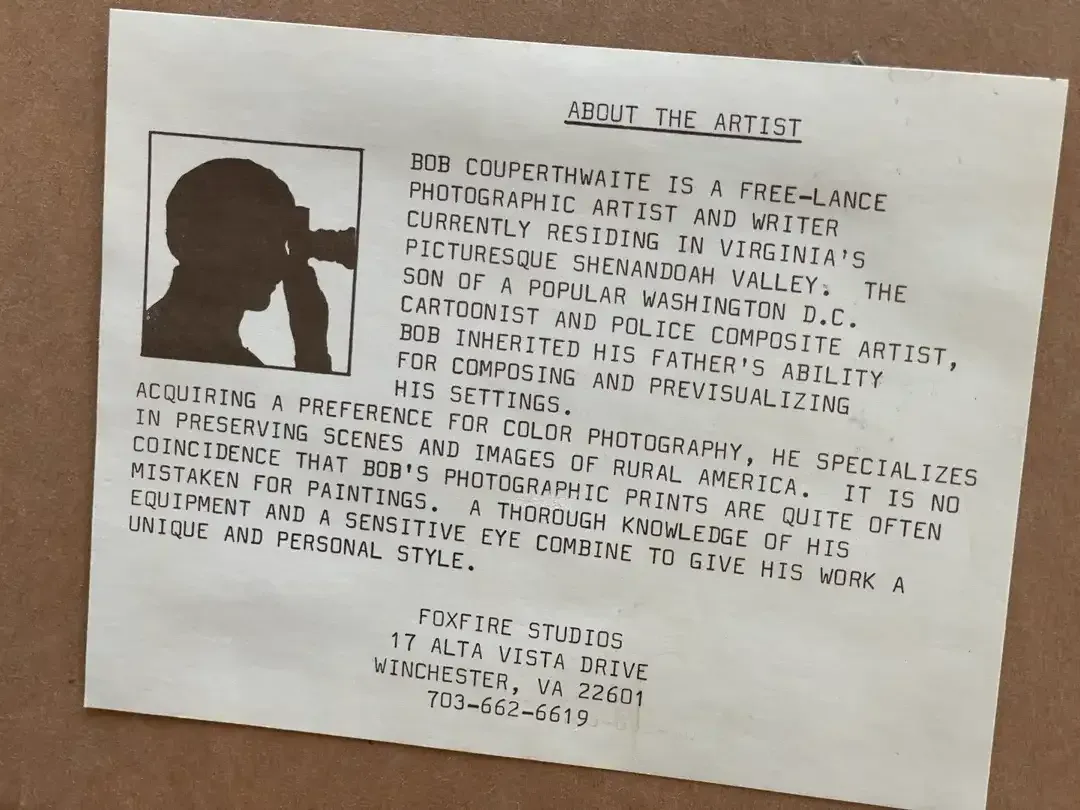 ABOUT THE ARTIST
BOB COUPERTHWAITE IS A FREE-LANCE
PHOTOGRAPHIC ARTIST AND WRITER
CURRENTLY RESIDING IN VIRGINIA'S
PICTURESQUE SHENANDOAH VALLEY. THE
SON OF A POPULAR WASHINGTON D.C.
CARTOONIST AND POLICE COMPOSITE ARTIST,
BOB INHERITED HIS FATHER'S ABILITY
FOR COMPOSING AND PREVISUALIZING
HIS SETTINGS.
ACQUIRING A PREFERENCE FOR COLOR PHOTOGRAPHY, HE SPECIALIZES
IN PRESERVING SCENES AND IMAGES OF RURAL AMERICA. IT IS NO
COINCIDENCE THAT BOB'S PHOTOGRAPHIC PRINTS ARE QUITE OFTEN
MISTAKEN FOR PAINTINGS. A THOROUGH KNOWLEDGE OF HIS
EQUIPMENT AND A SENSITIVE EYE COMBINE TO GIVE HIS WORK A
UNIQUE AND PERSONAL STYLE.
FOXFIRE STUDIOS
17 ALTA VISTA DRIVE
WINCHESTER, VA 22601
703-662-6619